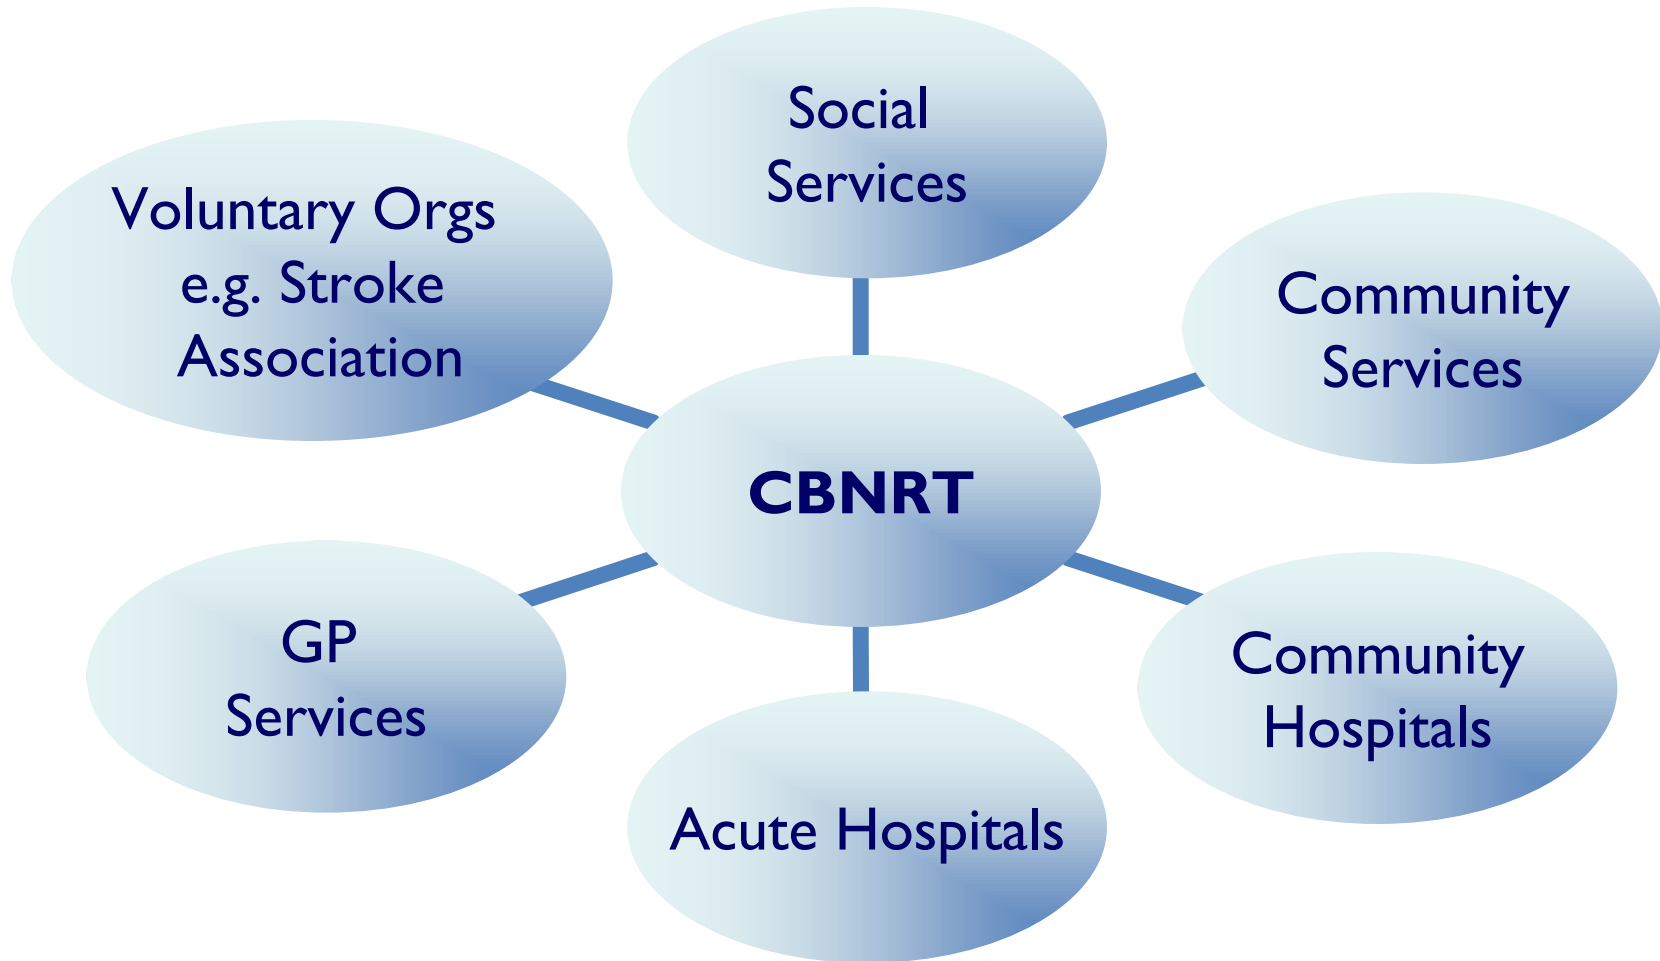 Social
Services
Voluntary Orgs
e.g. Stroke
Association
Community
Services
CBNRT
GP
Services
Community
Hospitals
Acute Hospitals